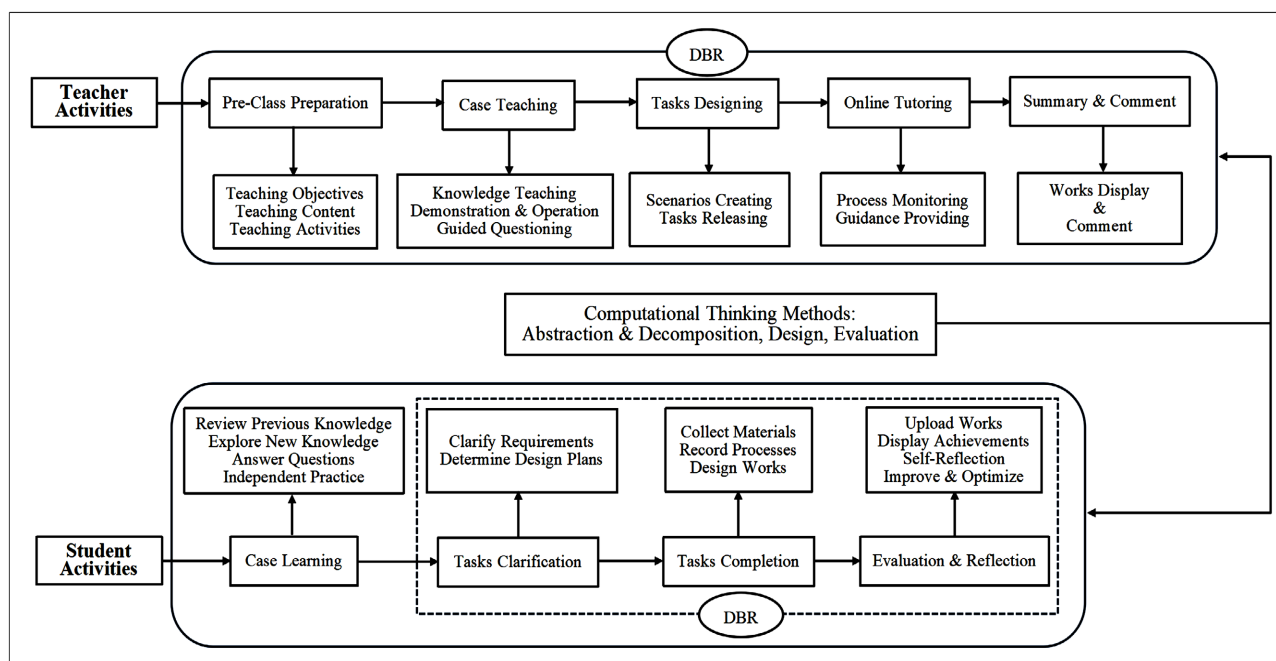 DBR
Teacher
Activities
Pre-Class Preparation
Case Teaching
Tasks Designing
Online Tutoring
Summary & Comment
Teaching Objectives
Teaching Content
Teaching Activities
Knowledge Teaching
Demonstration & Operation
Guided Questioning
Scenarios Creating
Tasks Releasing
Process Monitoring
Guidance Providing
Works Display
&
Comment
Computational Thinking Methods:
Abstraction & Decomposition, Design, Evaluation
Review Previous Knowledge
Explore New Knowledge
Answer Questions
Independent Practice
Clarify Requirements
Determine Design Plans
Collect Materials
Record Processes
Design Works
Upload Works
Display Achievements
Self-Reflection
Improve & Optimize
Student
Activities
Case Learning
Tasks Clarification
Tasks Completion
Evaluation & Reflection
DBR